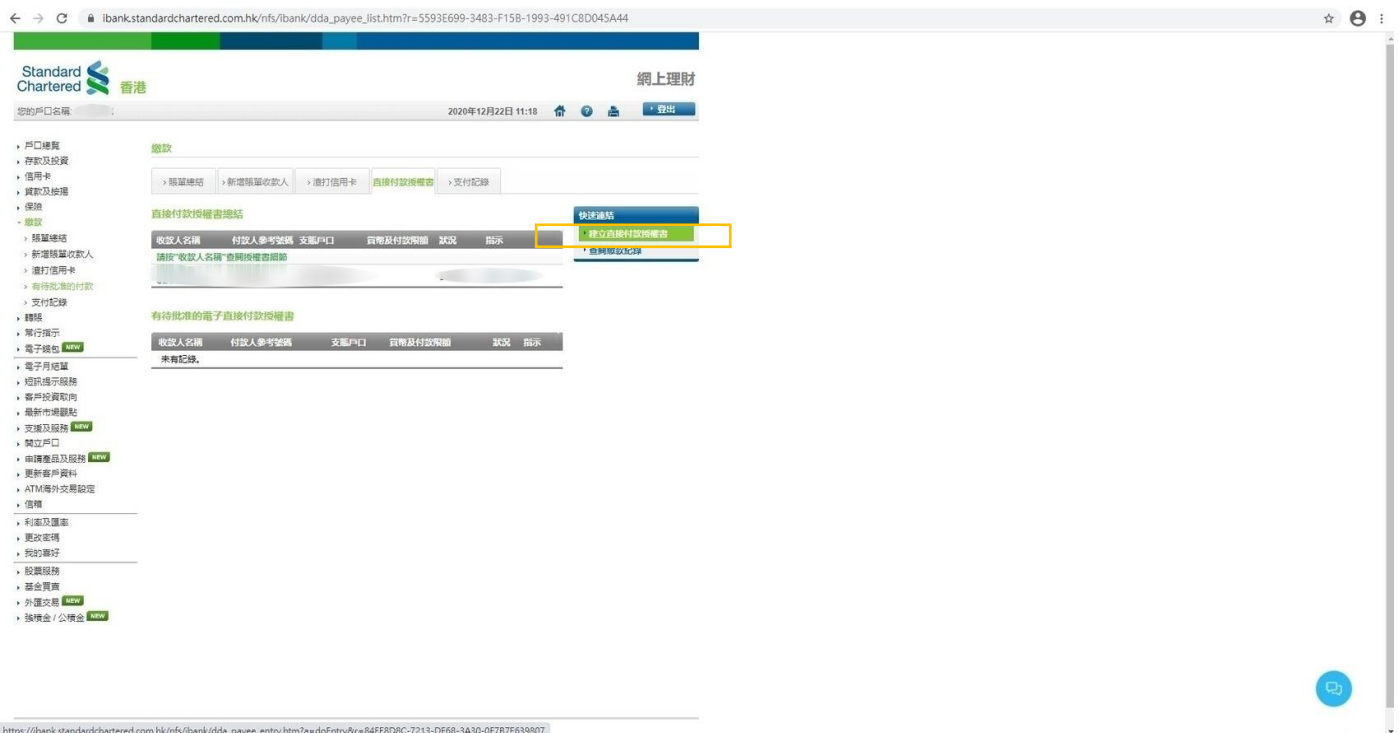 ibank.standardchartered.com.hk/nfs/ibank/dda_payee_list.htm?r=5593E699-3483-F15B-1993-491C8D045A44
Standard Chartered 香港
網上理財
您的戶口名稱:
2020年12月22日 11:18
登出
戶口總覽
存款及投資
信用卡
貸款及按揭
保險
繳款
賬單總結
新增賬單收款人
渣打信用卡
有待批准的付款
支付記錄
轉賬
常行指示
電子錢包 NEW
電子月結單
短訊提示服務
客戶投資取向
最新市場觀點
支援及服務 NEW
開立戶口
申請產品及服務 NEW
更新客戶資料
ATM海外交易設定
信箱
利率及匯率
更改密碼
我的喜好
股票服務
基金買賣
外匯交易 NEW
強積金 / 公積金 NEW
繳款
賬單總結 新增賬單收款人 渣打信用卡 直接付款授權書 支付記錄
直接付款授權書總結
收款人名稱 付款人參考號碼 支賬戶口 貨幣及付款限額 狀況 指示
請按"收款人名稱"查閱授權書細節
有待批准的電子直接付款授權書
收款人名稱 付款人參考號碼 支賬戶口 貨幣及付款限額 狀況 指示
未有記錄。
快速連結
建立直接付款授權書
查閱繳款記錄
https://ibank.standardchartered.com.hk/nfs/ibank/dda_payee_entry.htm?a=doEntry&r=84FF8D8C-7213-DF68-3A30-0F7B7F639807